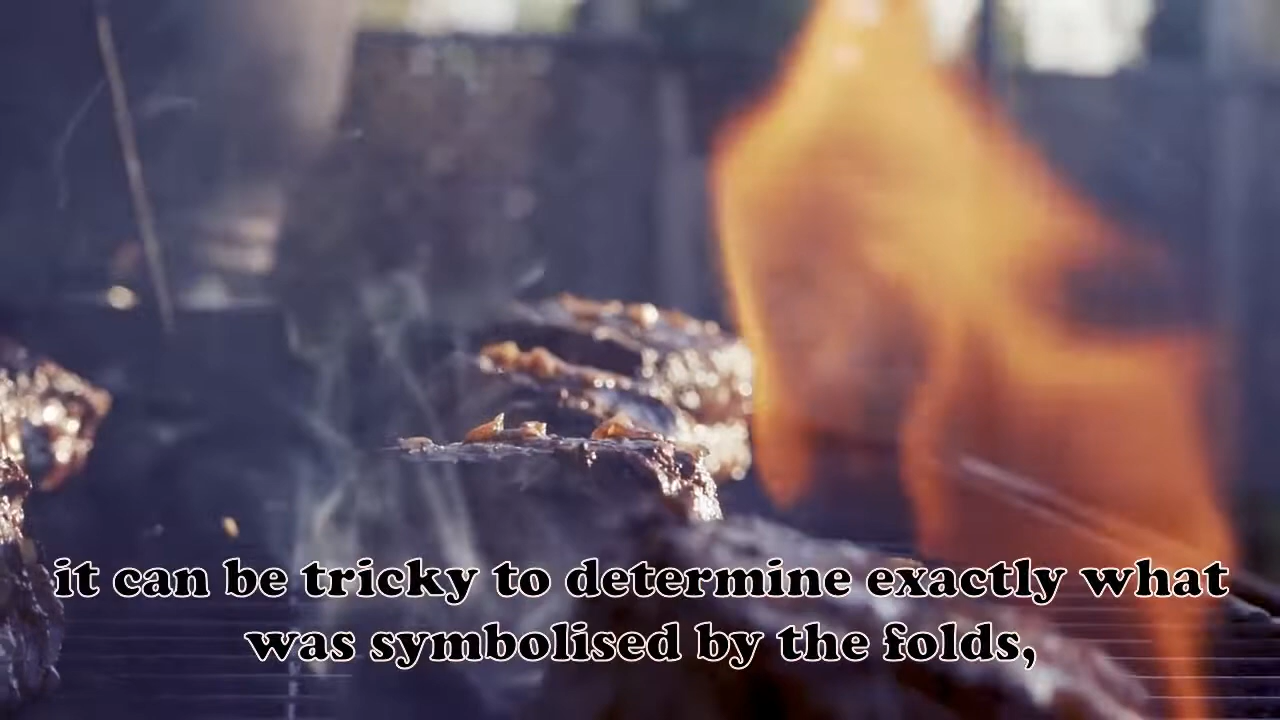 it can be tricky to determine exactly what
was symbolised by the folds,